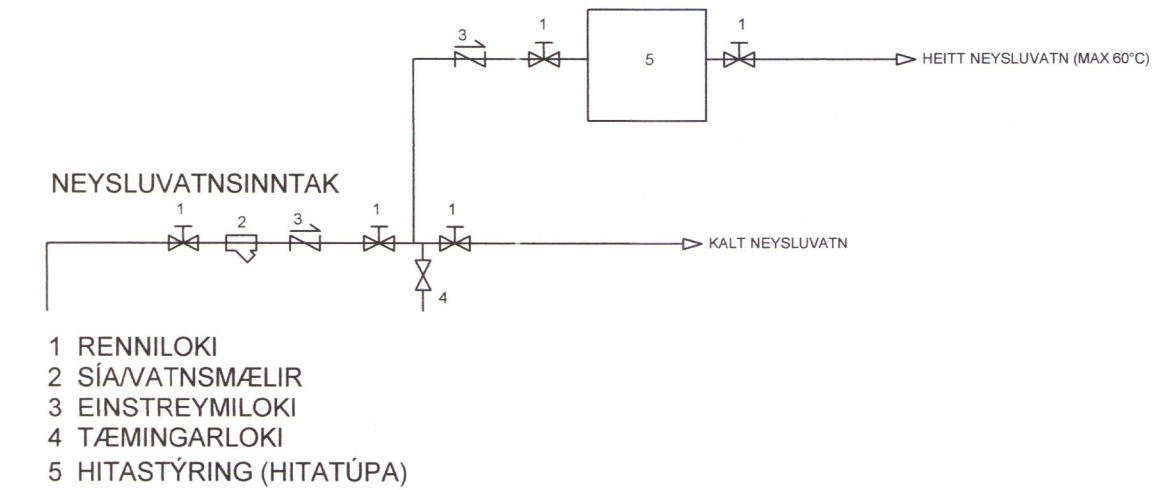 1
3
1
5
HEITT NEYSLUVATN (MAX 60°C)
NEYSLUVATNSINNTAK
1
2
3
1
1
KALT NEYSLUVATN
4
1 RENNILOKI
2 SÍA/VATNSMÆLIR
3 EINSTREYMILOKI
4 TÆMINGARLOKI
5 HITASTÝRING (HITATÚPA)